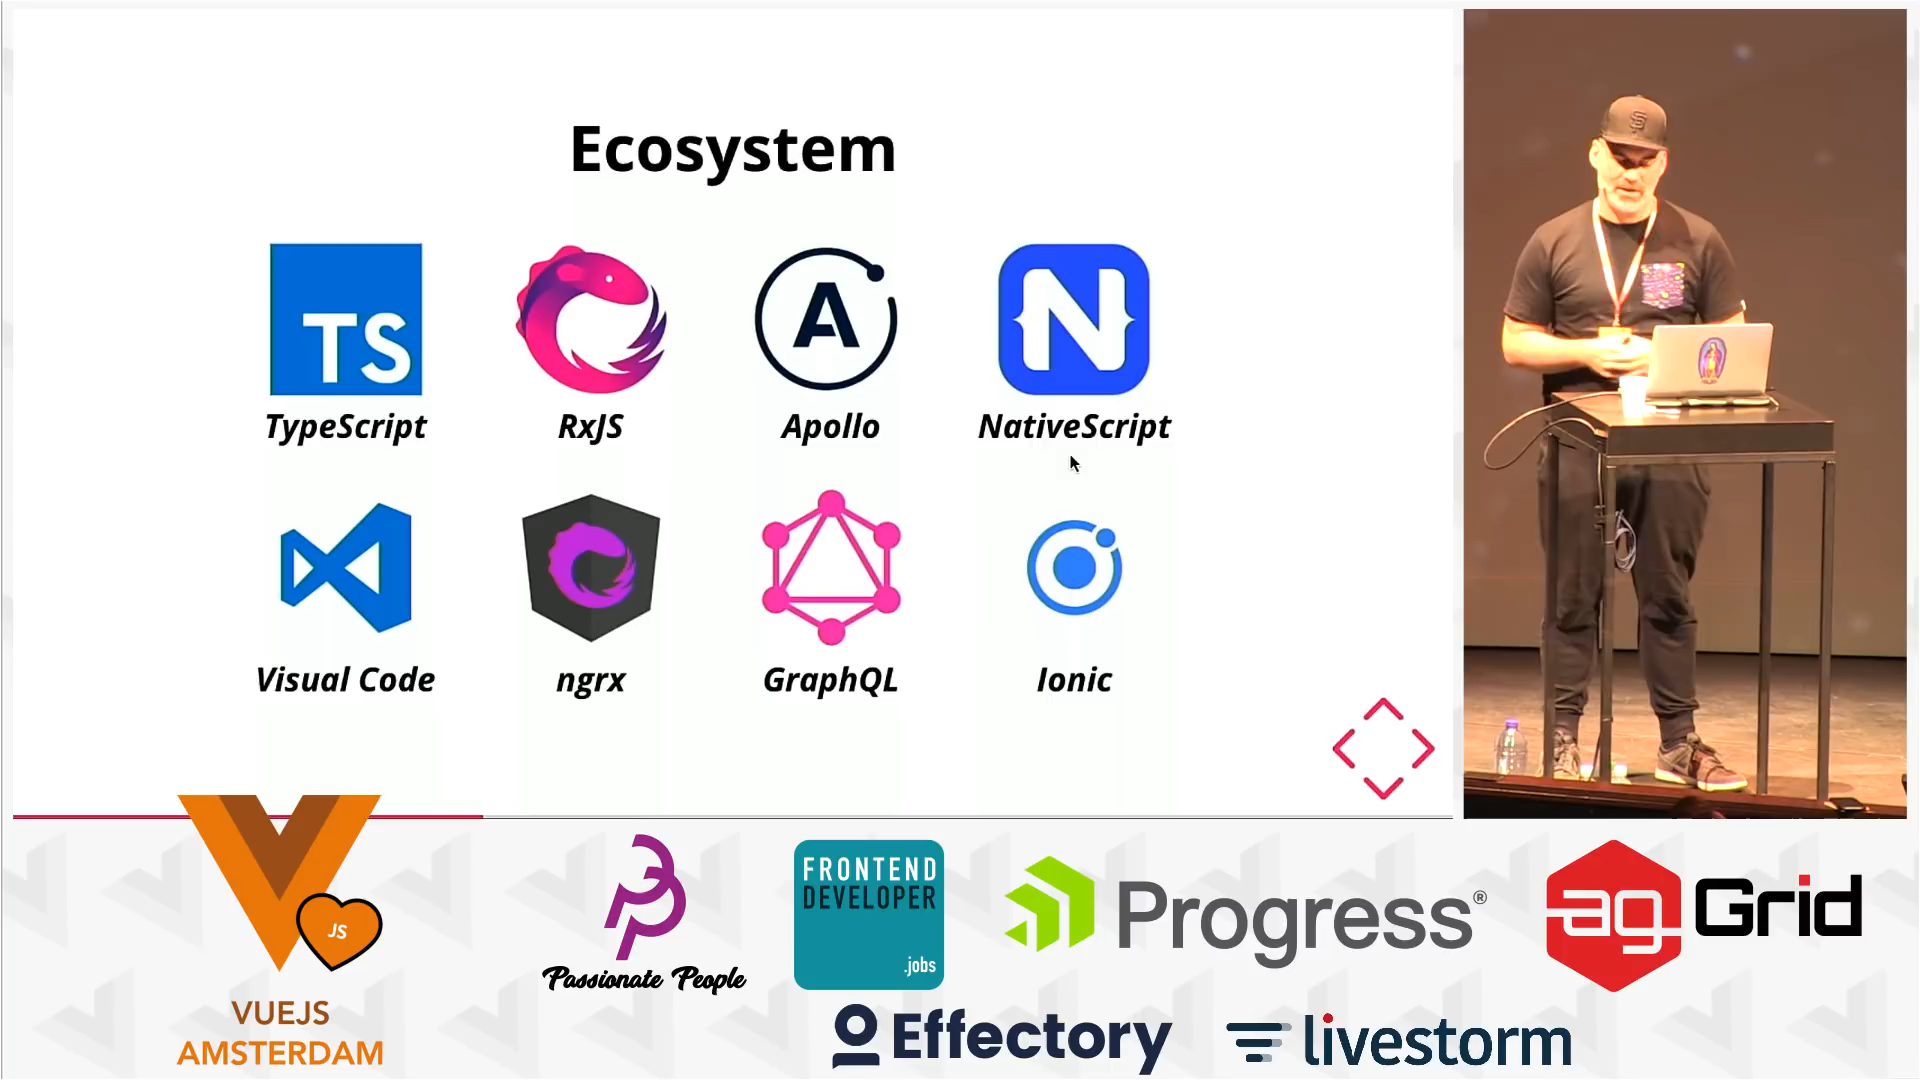 Ecosystem
TS
A
N
TypeScript
RxJS
Apollo
NativeScript
Visual Code
ngrx
GraphQL
Ionic
JS
VUEJS
AMSTERDAM
Passionate People
FRONTEND
DEVELOPER
.jobs
Progress®
ag Grid
Effectory
livestorm